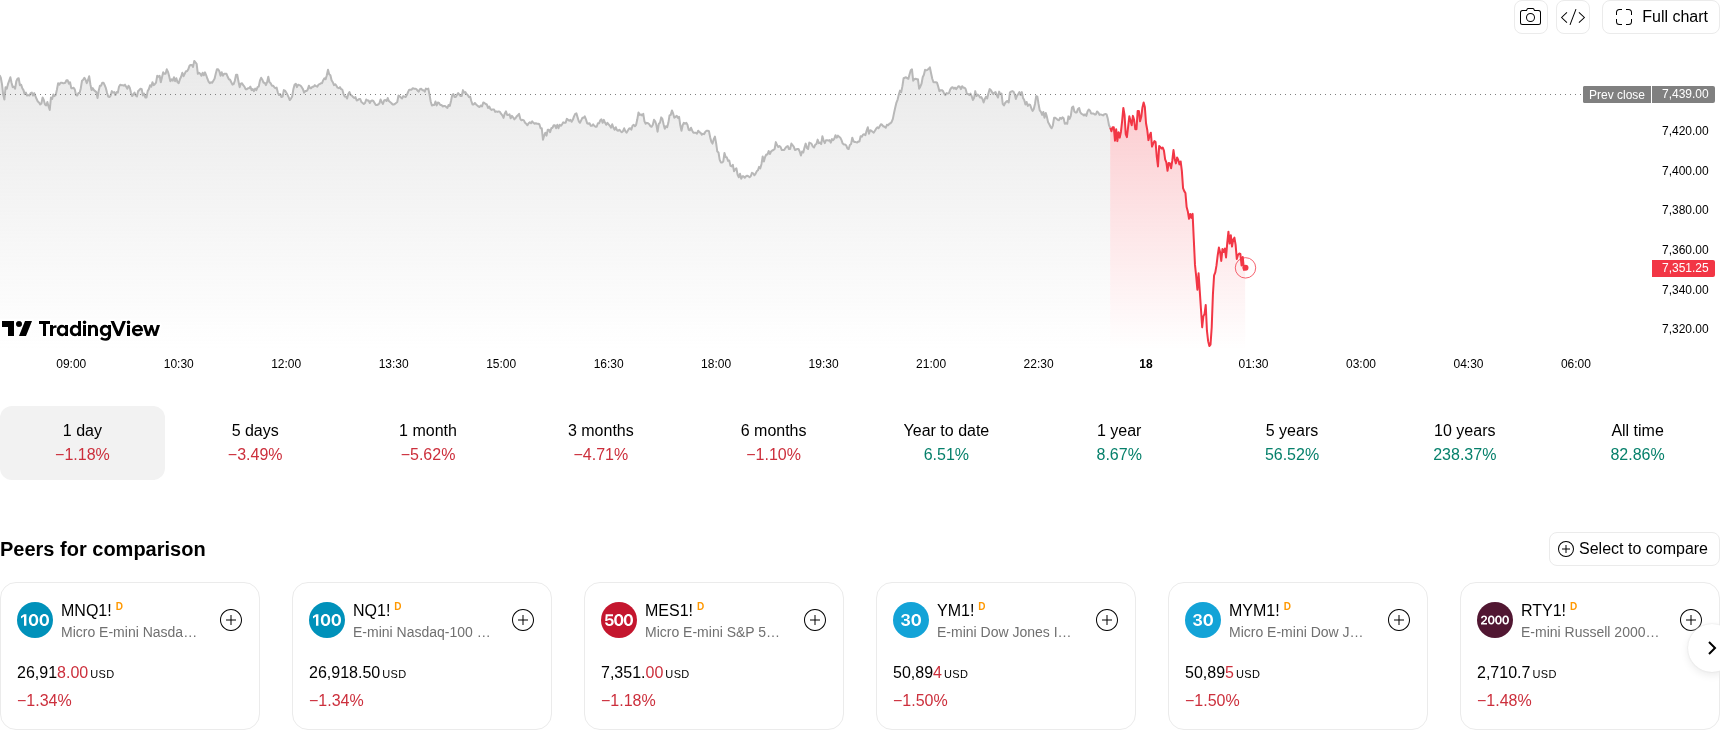 Full chart
Prev close 7,439.00
7,420.00
7,400.00
7,380.00
7,360.00
7,351.25
7,340.00
7,320.00
TradingView
09:00 10:30 12:00 13:30 15:00 16:30 18:00 19:30 21:00 22:30 18 01:30 03:00 04:30 06:00
1 day 5 days 1 month 3 months 6 months Year to date 1 year 5 years 10 years All time
−1.18% −3.49% −5.62% −4.71% −1.10% 6.51% 8.67% 56.52% 238.37% 82.86%
Peers for comparison
Select to compare
100 MNQ1! D
Micro E-mini Nasda…
26,918.00 USD
−1.34%
100 NQ1! D
E-mini Nasdaq-100 …
26,918.50 USD
−1.34%
500 MES1! D
Micro E-mini S&P 5…
7,351.00 USD
−1.18%
30 YM1! D
E-mini Dow Jones I…
50,894 USD
−1.50%
30 MYM1! D
Micro E-mini Dow J…
50,895 USD
−1.50%
2000 RTY1! D
E-mini Russell 2000…
2,710.7 USD
−1.48%